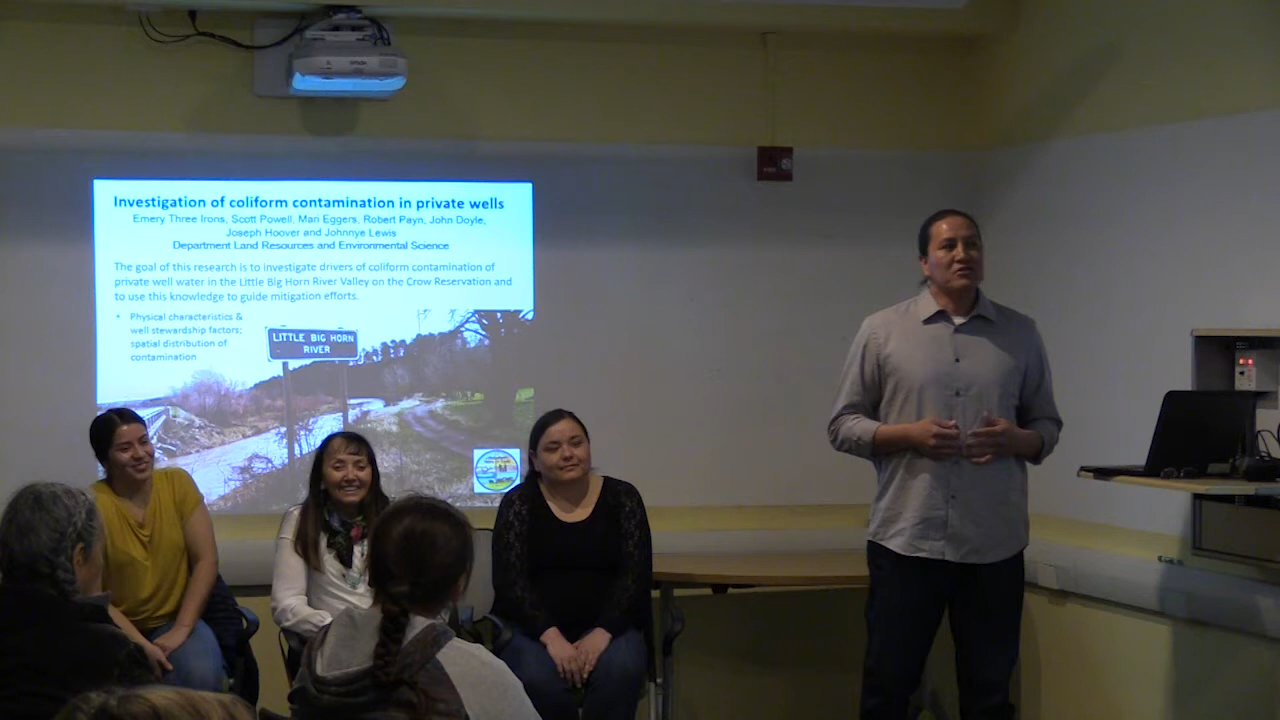 EPSON
Investigation of coliform contamination in private wells
Emery Three Irons, Scott Powell, Mari Eggers, Robert Payn, John Doyle,
Joseph Hoover and Johnnye Lewis
Department Land Resources and Environmental Science
The goal of this research is to investigate drivers of coliform contamination of
private well water in the Little Big Horn River Valley on the Crow Reservation and
to use this knowledge to guide mitigation efforts.
• Physical characteristics &
well stewardship factors;
spatial distribution of
contamination
LITTLE BIG HORN
RIVER